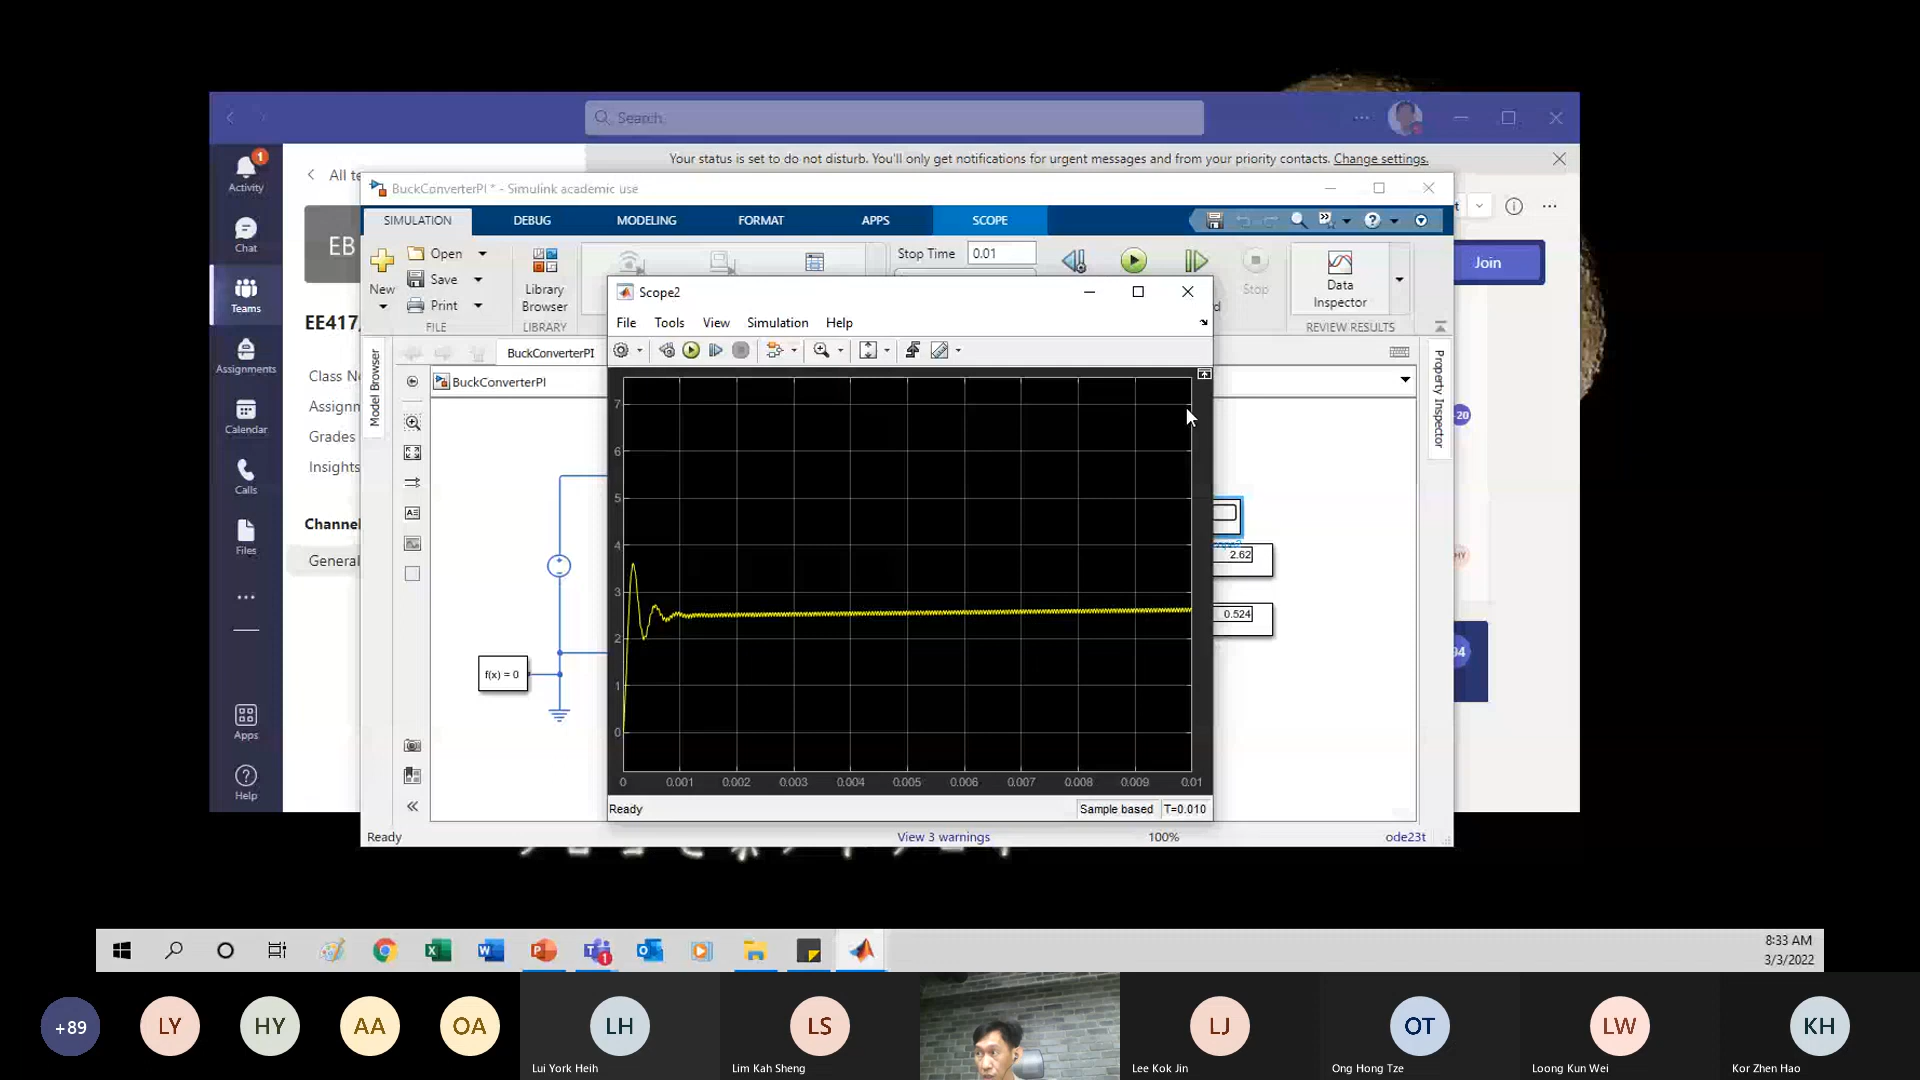 Search
Your status is set to do not disturb. You'll only get notifications for urgent messages and from your priority contacts. Change settings.
1
Activity
Chat
Teams
Assignments
Calendar
Calls
Files
Apps
Help
All te
EB
EE417
Class N
Assignm
Grades
Insights
Channel
General
Join
20
HY
BuckConverterPI * - Simulink academic use
SIMULATION
DEBUG
MODELING
FORMAT
APPS
SCOPE
New
Open
Save
Print
FILE
Library
Browser
LIBRARY
Stop Time
0.01
Stop
Data
Inspector
REVIEW RESULTS
Model Browser
BuckConverterPI
BuckConverterPI
Property Inspector
f(x) = 0
2.62
0.524
Scope2
File
Tools
View
Simulation
Help
7
6
5
4
3
2
1
0
0
0.001
0.002
0.003
0.004
0.005
0.006
0.007
0.008
0.009
0.01
Ready
Sample based
T=0.010
Ready
View 3 warnings
100%
ode23t
8:33 AM
3/3/2022
+89
LY
HY
AA
OA
LH
Lui York Heih
LS
Lim Kah Sheng
LJ
Lee Kok Jin
OT
Ong Hong Tze
LW
Loong Kun Wei
KH
Kor Zhen Hao